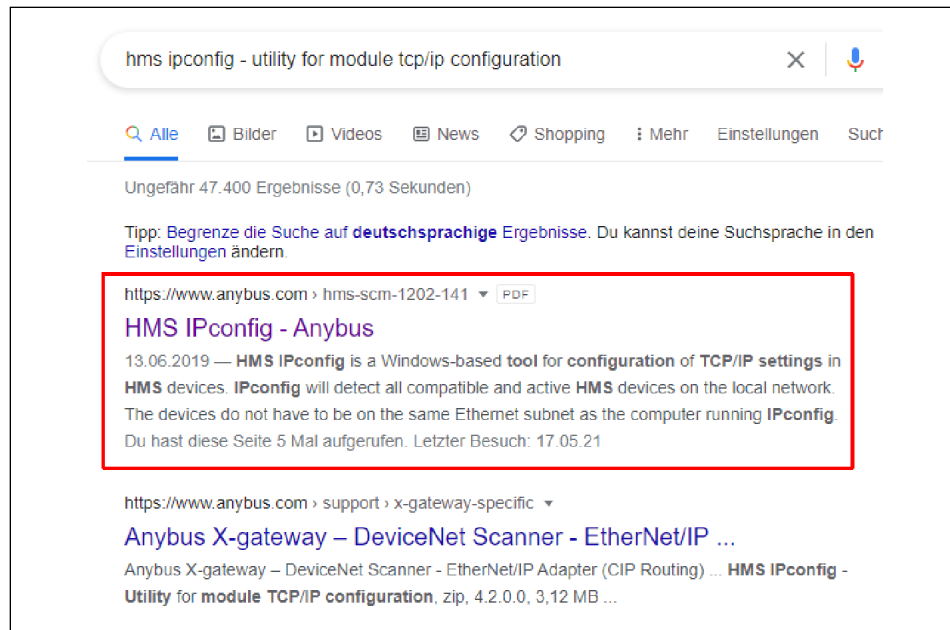 hms ipconfig - utility for module tcp/ip configuration
Alle Bilder Videos News Shopping Mehr Einstellungen Such
Ungefähr 47.400 Ergebnisse (0,73 Sekunden)
Tipp: Begrenze die Suche auf deutschsprachige Ergebnisse. Du kannst deine Suchsprache in den
Einstellungen ändern.
https://www.anybus.com › hms-scm-1202-141 PDF
HMS IPconfig - Anybus
13.06.2019 — HMS IPconfig is a Windows-based tool for configuration of TCP/IP settings in
HMS devices. IPconfig will detect all compatible and active HMS devices on the local network.
The devices do not have to be on the same Ethernet subnet as the computer running IPconfig.
Du hast diese Seite 5 Mal aufgerufen. Letzter Besuch: 17.05.21
https://www.anybus.com › support › x-gateway-specific
Anybus X-gateway – DeviceNet Scanner - EtherNet/IP ...
Anybus X-gateway – DeviceNet Scanner - EtherNet/IP Adapter (CIP Routing) ... HMS IPconfig -
Utility for module TCP/IP configuration, zip, 4.2.0.0, 3,12 MB ...